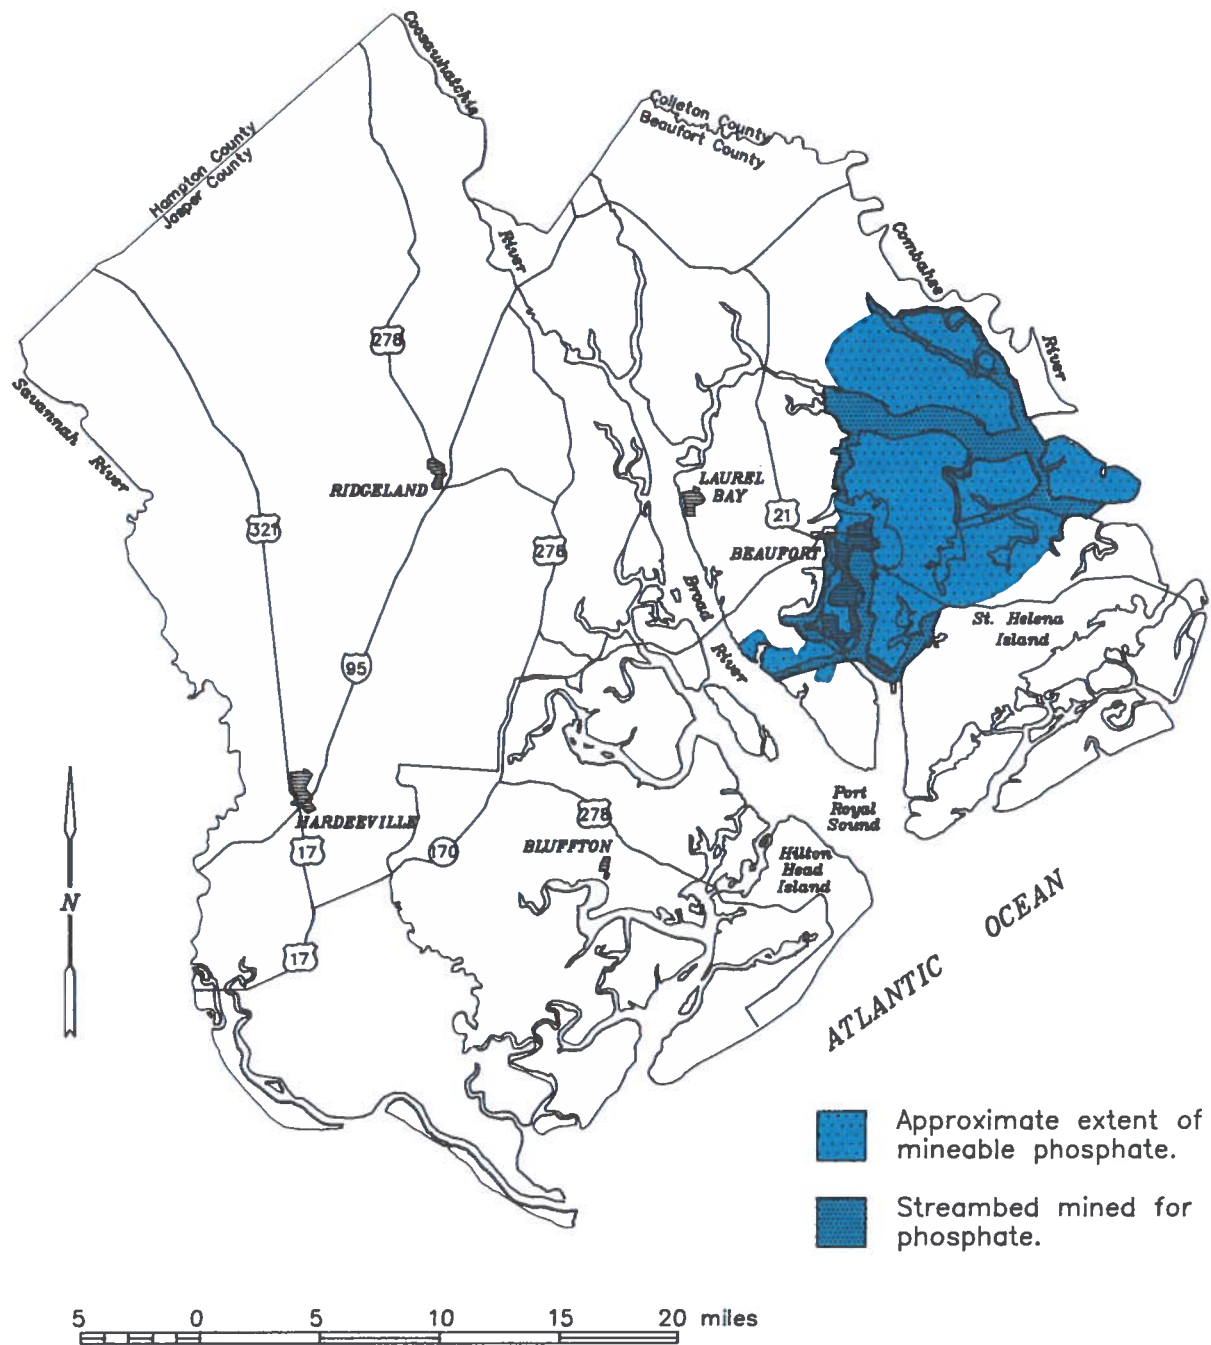 Coosawhatchie
River
Colleton County
Beaufort County
Hampton County
Jasper County
Combahee
River
278
Savannah
River
RIDGELAND
LAUREL
BAY
321
21
278
BEAUFORT
Broad
River
St. Helena
Island
95
HARDEEVILLE
17
170
278
BLUFFTON
Port
Royal
Sound
Hilton
Head
Island
N
17
ATLANTIC OCEAN
Approximate extent of
mineable phosphate.
Streambed mined for
phosphate.
5 0 5 10 15 20 miles